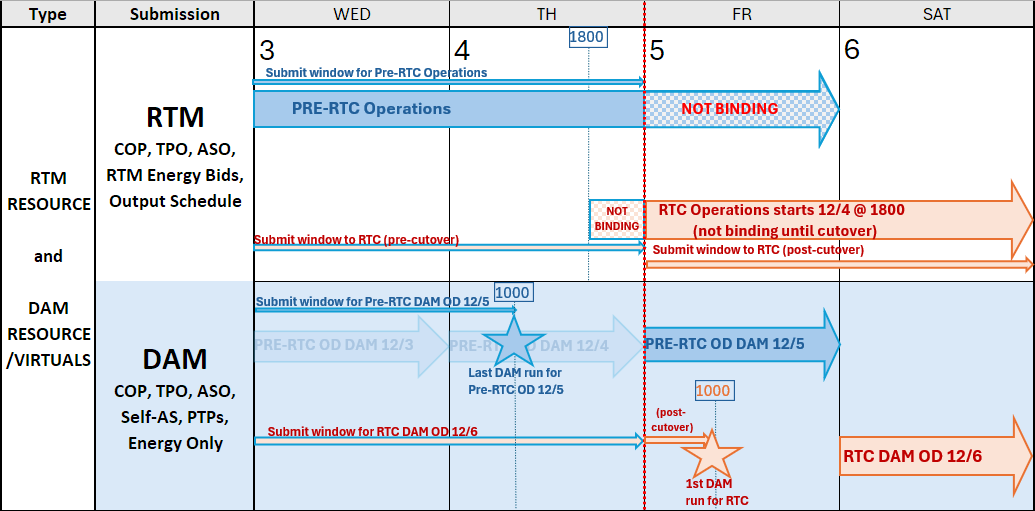 Type
Submission
WED
TH
FR
SAT
3
4
1800
5
6
Submit window for Pre-RTC Operations
PRE-RTC Operations
NOT BINDING
RTM
COP, TPO, ASO,
RTM Energy Bids,
Output Schedule
RTM
RESOURCE
and
DAM
RESOURCE
/VIRTUALS
NOT
BINDING
RTC Operations starts 12/4 @ 1800
(not binding until cutover)
Submit window to RTC (pre-cutover)
Submit window to RTC (post-cutover)
DAM
COP, TPO, ASO,
Self-AS, PTPs,
Energy Only
Submit window for Pre-RTC DAM OD 12/5
1000
PRE-RTC OD DAM 12/3
PRE-RTC OD DAM 12/4
PRE-RTC OD DAM 12/5
Last DAM run for
Pre-RTC OD 12/5
1000
Submit window for RTC DAM OD 12/6
(post-
cutover)
1st DAM
run for RTC
RTC DAM OD 12/6